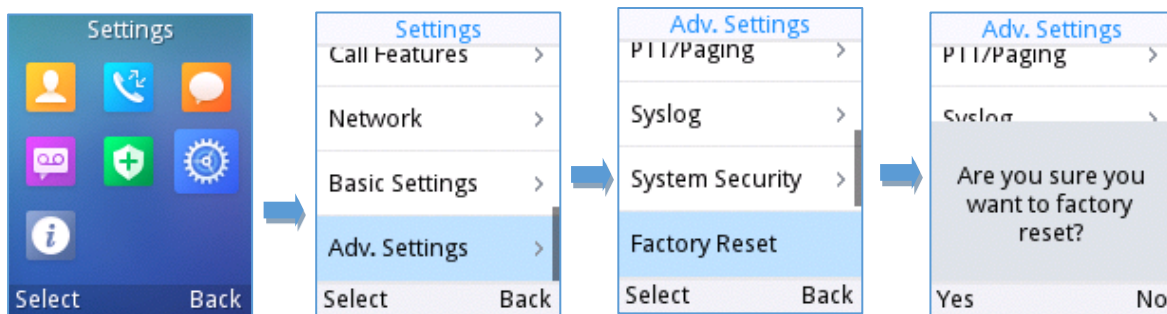 Settings
Select Back
Settings
Call Features
Network
Basic Settings
Adv. Settings
Select Back
Adv. Settings
PTT/Paging
Syslog
System Security
Factory Reset
Select Back
Adv. Settings
PTT/Paging
Syslog
Are you sure you
want to factory
reset?
Yes No